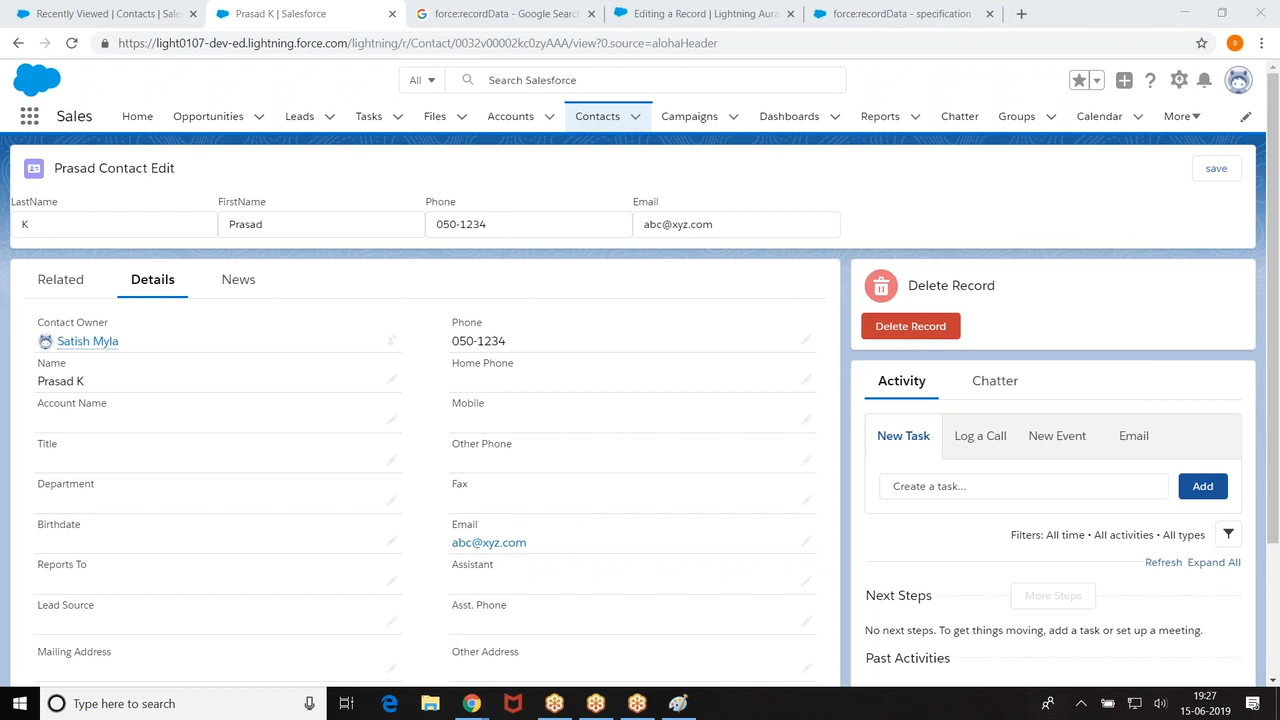 Recently Viewed | Contacts | Sales
Prasad K | Salesforce
force:recordData - Google Search
Editing a Record | Lightning Aura
force:recordData - specification
https://light0107-dev-ed.lightning.force.com/lightning/r/Contact/0032v00002kc0nrAAA/view?0.source=alohaHeader
S
All
Search Salesforce
Sales
Home
Opportunities
Leads
Tasks
Files
Accounts
Contacts
Campaigns
Dashboards
Reports
Chatter
Groups
Calendar
More
Prasad Contact Edit
save
LastName
FirstName
Phone
Email
K
Prasad
050-1234
abc@xyz.com
Related
Details
News
Contact Owner
Satish Myla
Name
Prasad K
Account Name
Title
Department
Birthdate
Reports To
Lead Source
Mailing Address
Phone
050-1234
Home Phone
Mobile
Other Phone
Fax
Email
abc@xyz.com
Assistant
Asst. Phone
Other Address
Delete Record
Delete Record
Activity
Chatter
New Task
Log a Call
New Event
Email
Create a task...
Add
Filters: All time • All activities • All types
Refresh
Expand All
Next Steps
More Steps
No next steps. To get things moving, add a task or set up a meeting.
Past Activities
Type here to search
19:27
15-06-2019